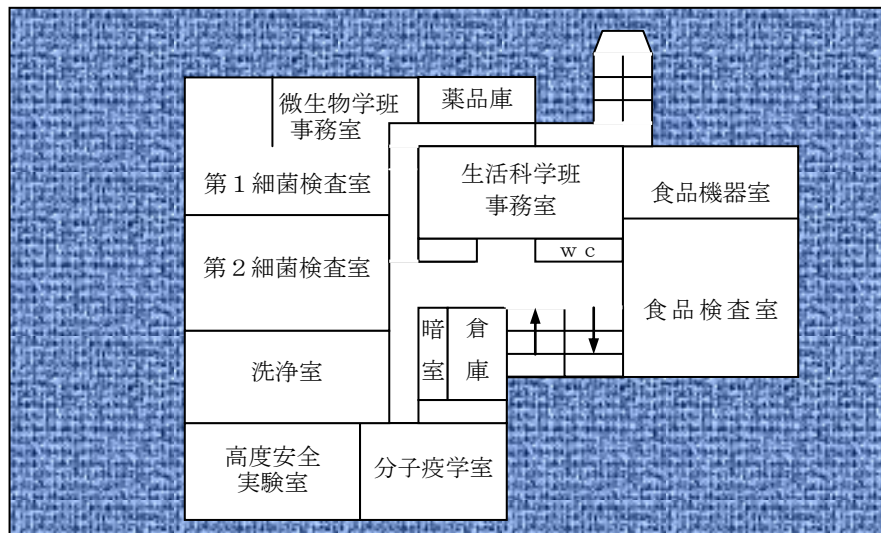 微生物学班
事務室
薬品庫
第１細菌検査室
生活科学班
事務室
食品機器室
第２細菌検査室
ｗｃ
食品検査室
洗浄室
暗室
倉庫
高度安全
実験室
分子疫学室